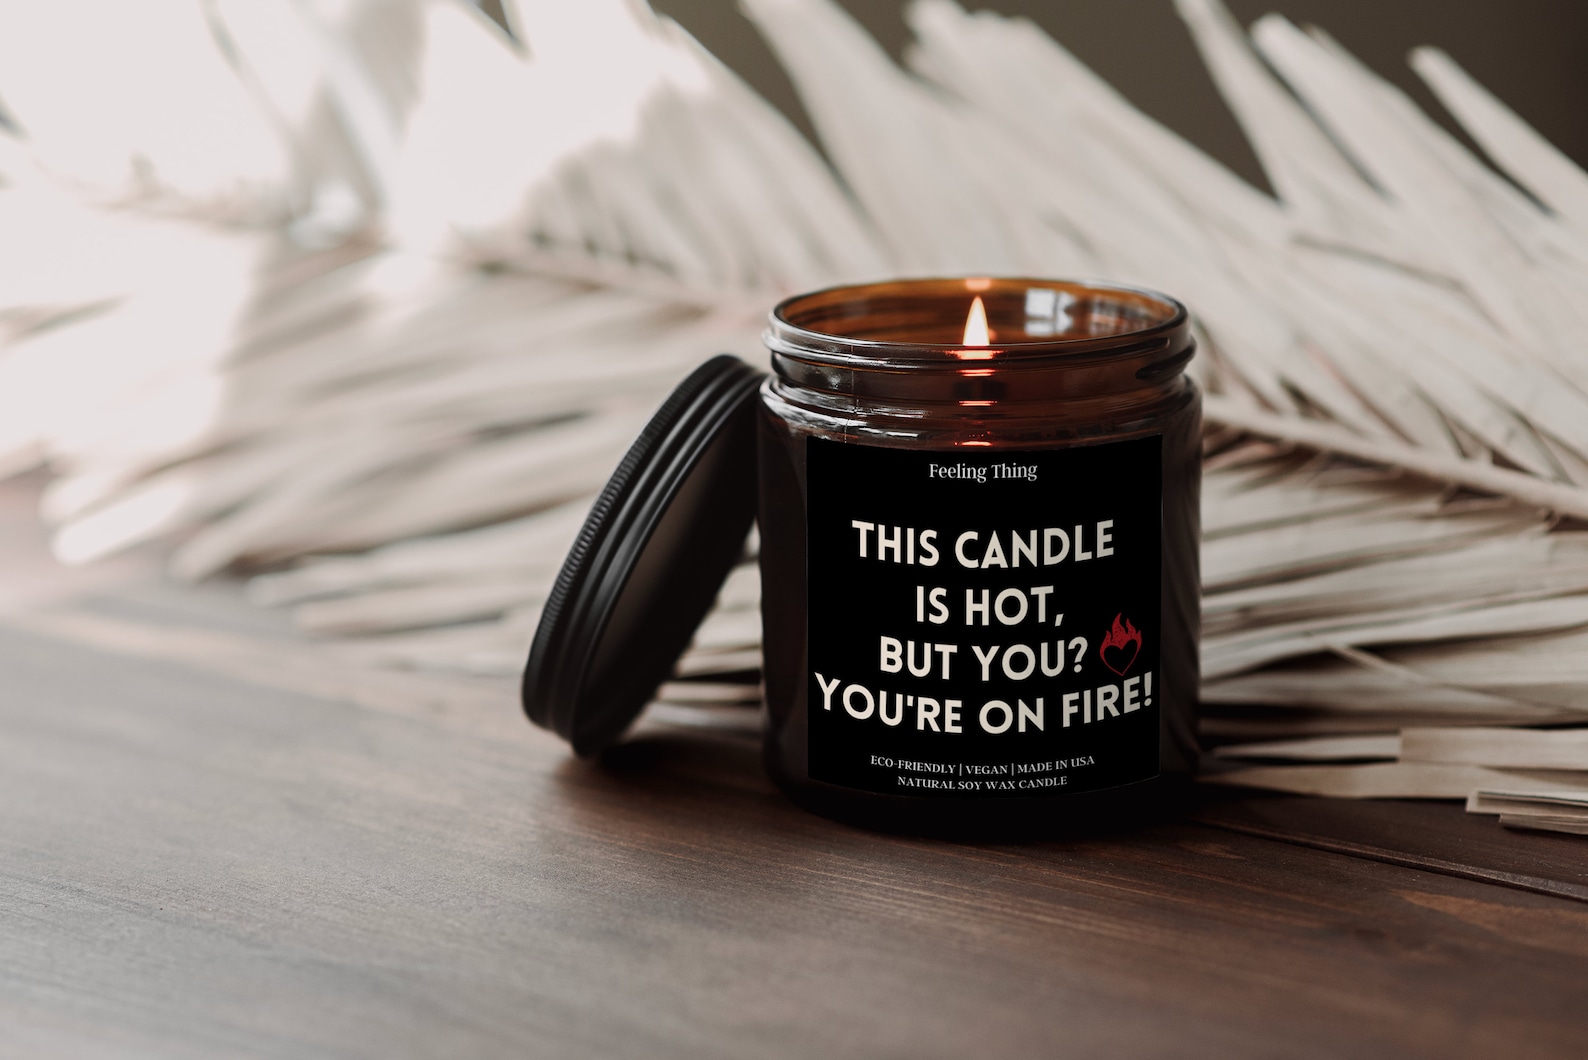 Feeling Thing
THIS CANDLE
IS HOT,
BUT YOU?
YOU'RE ON FIRE!
ECO-FRIENDLY | VEGAN | MADE IN USA
NATURAL SOY WAX CANDLE